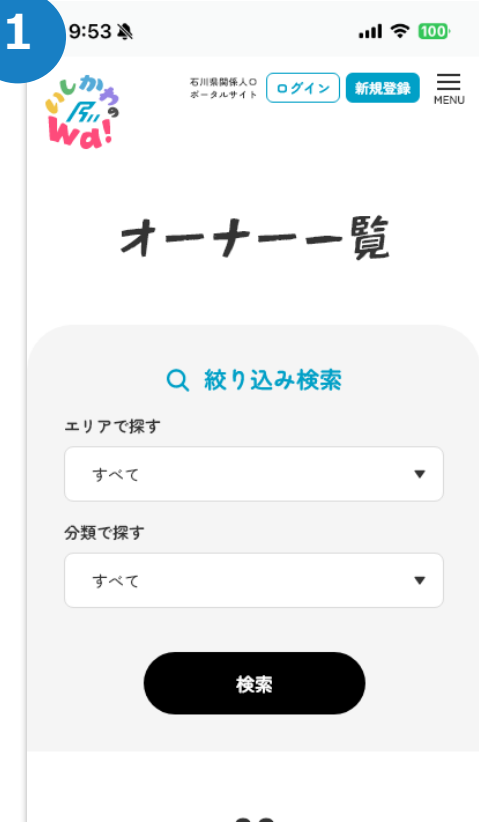 1
9:53
100
いしかわっ
Wa!
石川県関係人口
ポータルサイト
ログイン
新規登録
MENU
オーナー一覧
絞り込み検索
エリアで探す
すべて
分類で探す
すべて
検索